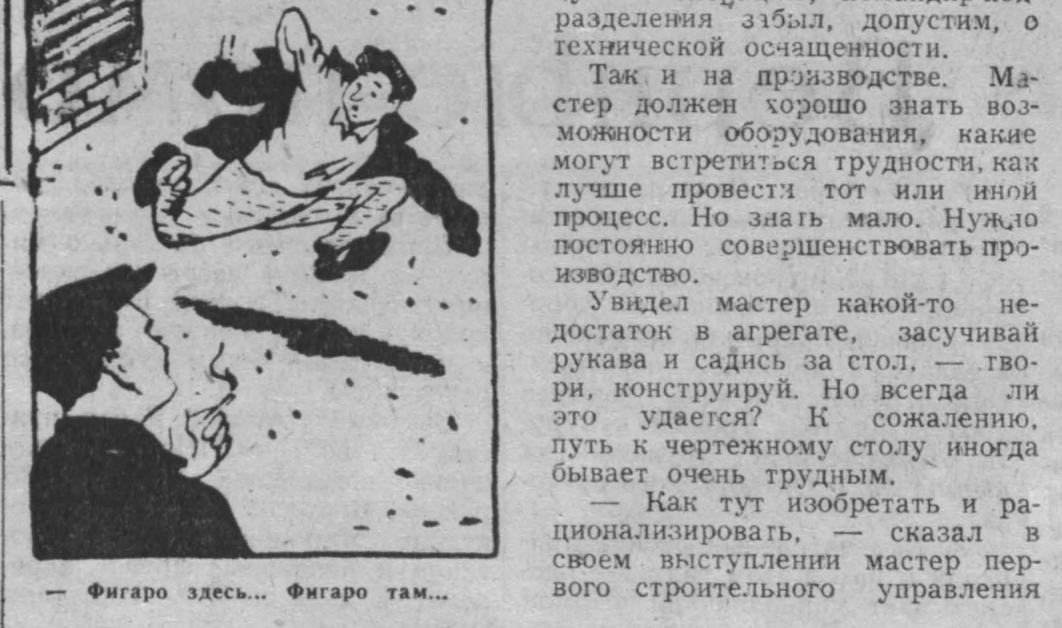 разделения забыл, допустим, о
технической оснащенности.
Так и на производстве. Ма-
стер должен хорошо знать воз-
можности оборудования, какие
могут встретиться трудности, как
лучше провести тот или иной
процесс. Но знать мало. Нужно
постоянно совершенствовать про-
изводство.
Увидел мастер какой-то не-
достаток в агрегате, засучивай
рукава и садись за стол, — тво-
ри, конструируй. Но всегда ли
это удается? К сожалению,
путь к чертежному столу иногда
бывает очень трудным.
— Как тут изобретать и ра-
ционализировать, — сказал в
своем выступлении мастер пер-
вого строительного управления
— Фигаро здесь... Фигаро там...